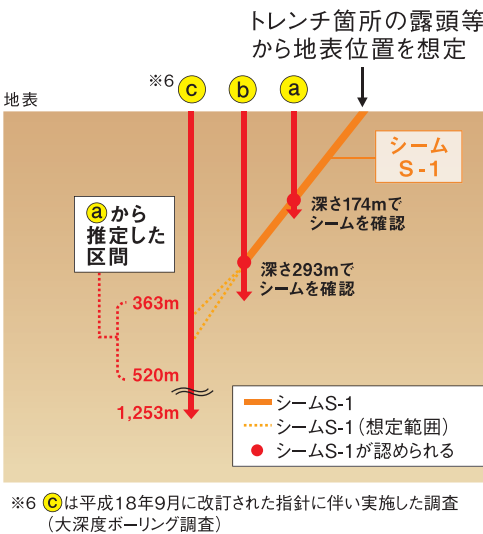 トレンチ箇所の露頭等
から地表位置を想定
※6 c b a
地表
シーム
S-1
aから
推定した
区間
深さ174mで
シームを確認
深さ293mで
シームを確認
363m
520m
1,253m
シームS-1
シームS-1（想定範囲）
シームS-1が認められる
※6 cは平成18年9月に改訂された指針に伴い実施した調査
（大深度ボーリング調査）